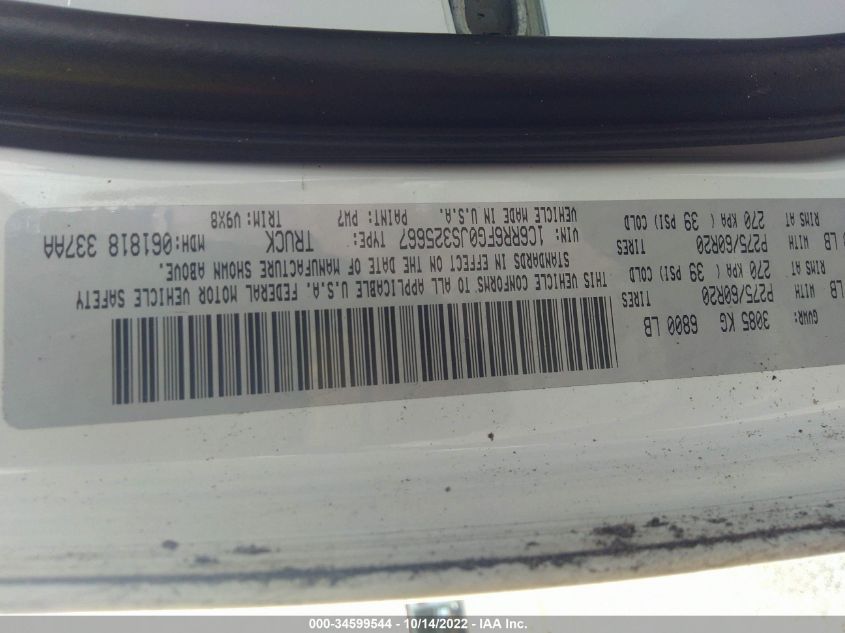 GVWR: 3085 KG 6800 LB
LB WITH P275/60R20 TIRES
RIMS AT 270 KPA ( 39 PSI) COLD
0 LB WITH P275/60R20 TIRES
RIMS AT 270 KPA ( 39 PSI) COLD
THIS VEHICLE CONFORMS TO ALL APPLICABLE U.S.A. FEDERAL MOTOR VEHICLE SAFETY
STANDARDS IN EFFECT ON THE DATE OF MANUFACTURE SHOWN ABOVE.
VIN: 1C6RR6FG0JS325667 TYPE: TRUCK MDH:061818 337AA
VEHICLE MADE IN U.S.A. PAINT: PW7 TRIM: V9X8
000-34599544 - 10/14/2022 - IAA Inc.